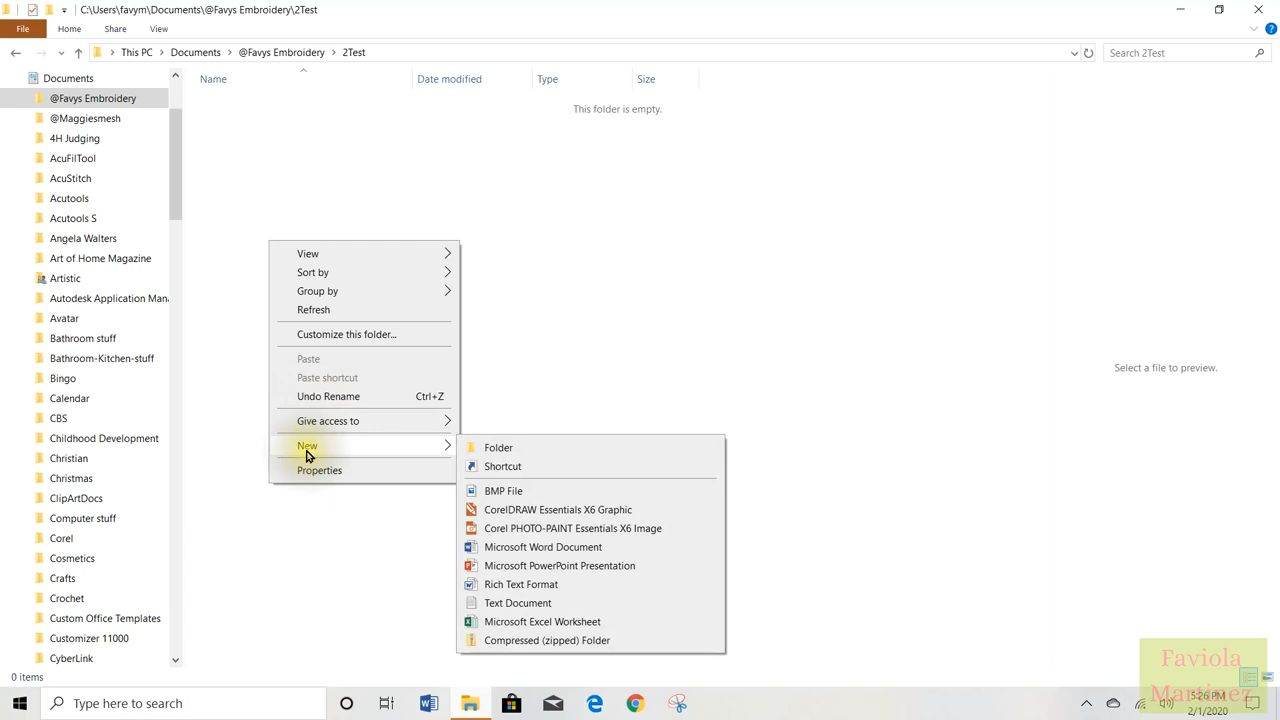 C:\Users\favym\Documents\@Favys Embroidery\2Test
File Home Share View
This PC Documents @Favys Embroidery 2Test
Search 2Test
Name Date modified Type Size
This folder is empty.
Documents
@Favys Embroidery
@Maggiesmesh
4H Judging
AcuFilTool
AcuStitch
Acutools
Acutools S
Angela Walters
Art of Home Magazine
Artistic
Autodesk Application Man
Avatar
Bathroom stuff
Bathroom-Kitchen-stuff
Bingo
Calendar
CBS
Childhood Development
Christian
Christmas
ClipArtDocs
Computer stuff
Corel
Cosmetics
Crafts
Crochet
Custom Office Templates
Customizer 11000
CyberLink
View
Sort by
Group by
Refresh
Customize this folder...
Paste
Paste shortcut
Undo Rename Ctrl+Z
Give access to
New
Properties
Folder
Shortcut
BMP File
CorelDRAW Essentials X6 Graphic
Corel PHOTO-PAINT Essentials X6 Image
Microsoft Word Document
Microsoft PowerPoint Presentation
Rich Text Format
Text Document
Microsoft Excel Worksheet
Compressed (zipped) Folder
Select a file to preview.
0 items
Faviola
Martinez
Type here to search
5:26 PM
2/1/2020